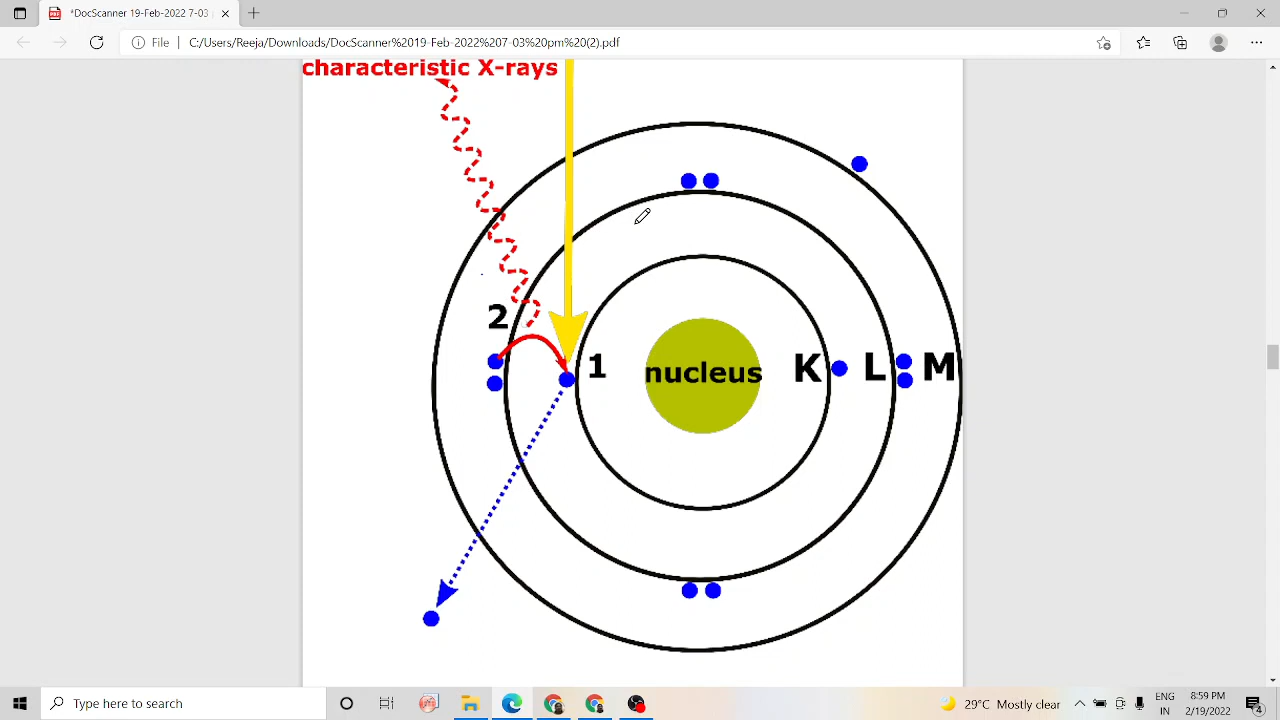 *DocScanner 19-Feb-2022 7-03
File
C:/Users/Reeja/Downloads/DocScanner%2019-Feb-2022%207-03%20pm%20(2).pdf
characteristic X-rays
2
1
nucleus
K
L
M
Type here to search
29°C Mostly clear
ENG
IN
8:59 PM
2/19/2022
4